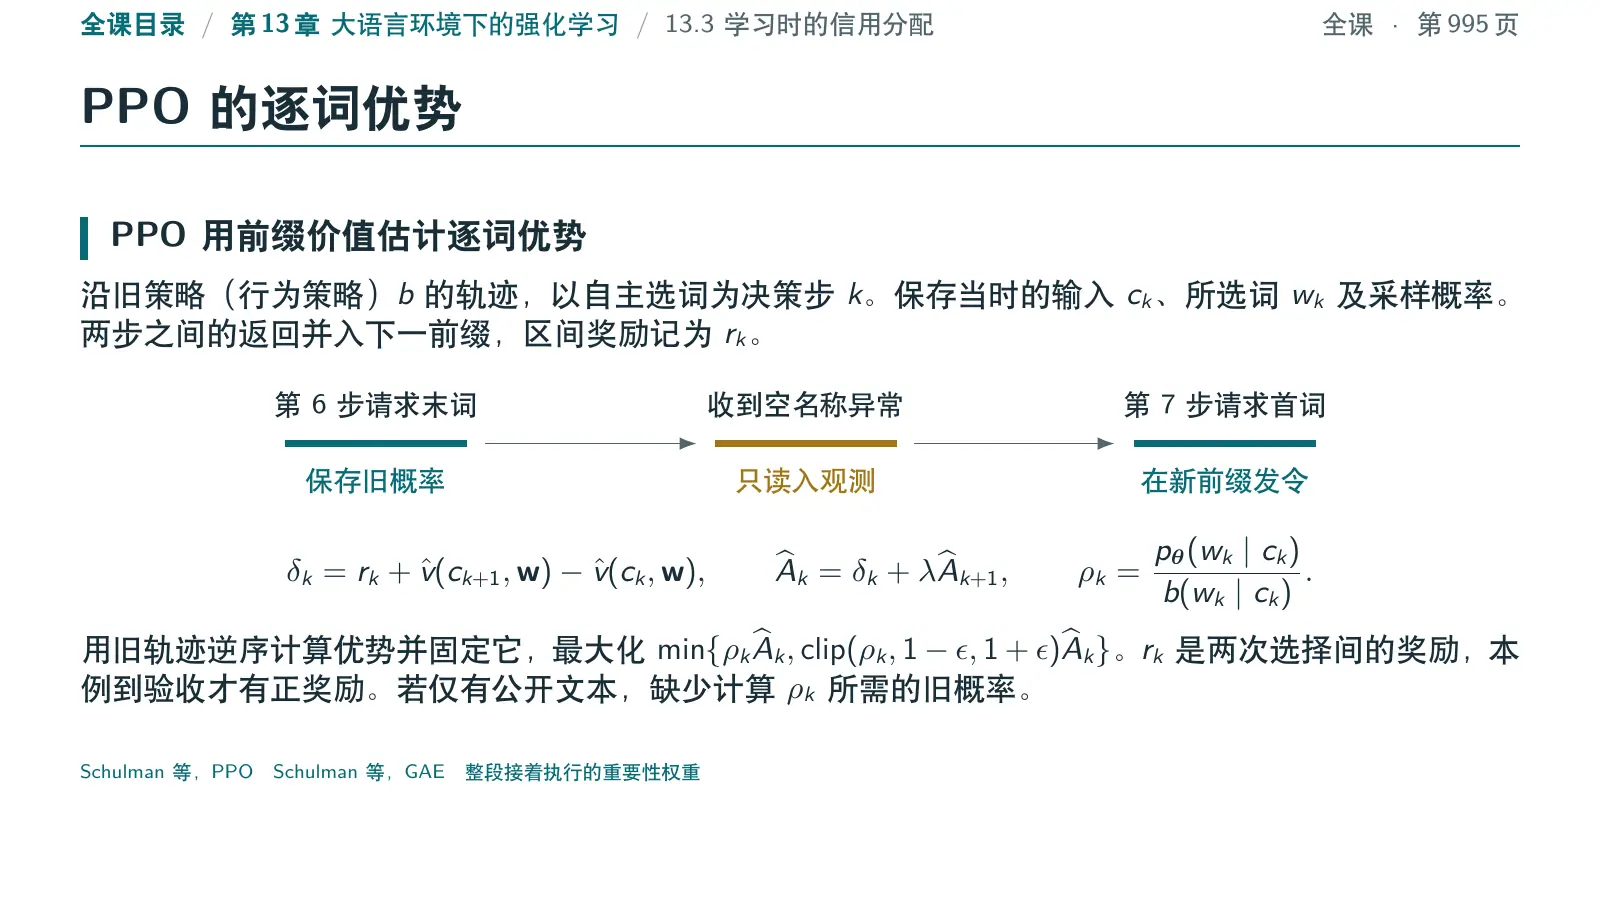 全课目录 / 第 13 章 大语言环境下的强化学习 / 13.3 学习时的信用分配 全课 · 第 995 页
PPO 的逐词优势
PPO 用前缀价值估计逐词优势
沿旧策略（行为策略）b 的轨迹，以自主选词为决策步 k。保存当时的输入 c_k、所选词 w_k 及采样概率。
两步之间的返回并入下一前缀，区间奖励记为 r_k。
第 6 步请求末词 收到空名称异常 第 7 步请求首词
保存旧概率 只读入观测 在新前缀发令
δ_k = r_k + v̂(c_{k+1}, w) − v̂(c_k, w), Â_k = δ_k + λÂ_{k+1}, ρ_k = p_θ(w_k | c_k) / b(w_k | c_k).
用旧轨迹逆序计算优势并固定它，最大化 min{ρ_k Â_k, clip(ρ_k, 1 − ϵ, 1 + ϵ)Â_k}。r_k 是两次选择间的奖励，本
例到验收才有正奖励。若仅有公开文本，缺少计算 ρ_k 所需的旧概率。
Schulman 等，PPO Schulman 等，GAE 整段接着执行的重要性权重